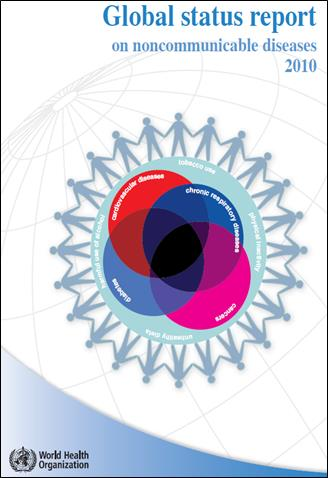 Global status report
on noncommunicable diseases
2010
tobacco use
cardiovascular diseases
chronic respiratory diseases
physical inactivity
harmful use of alcohol
diabetes
cancers
unhealthy diets
World Health
Organization